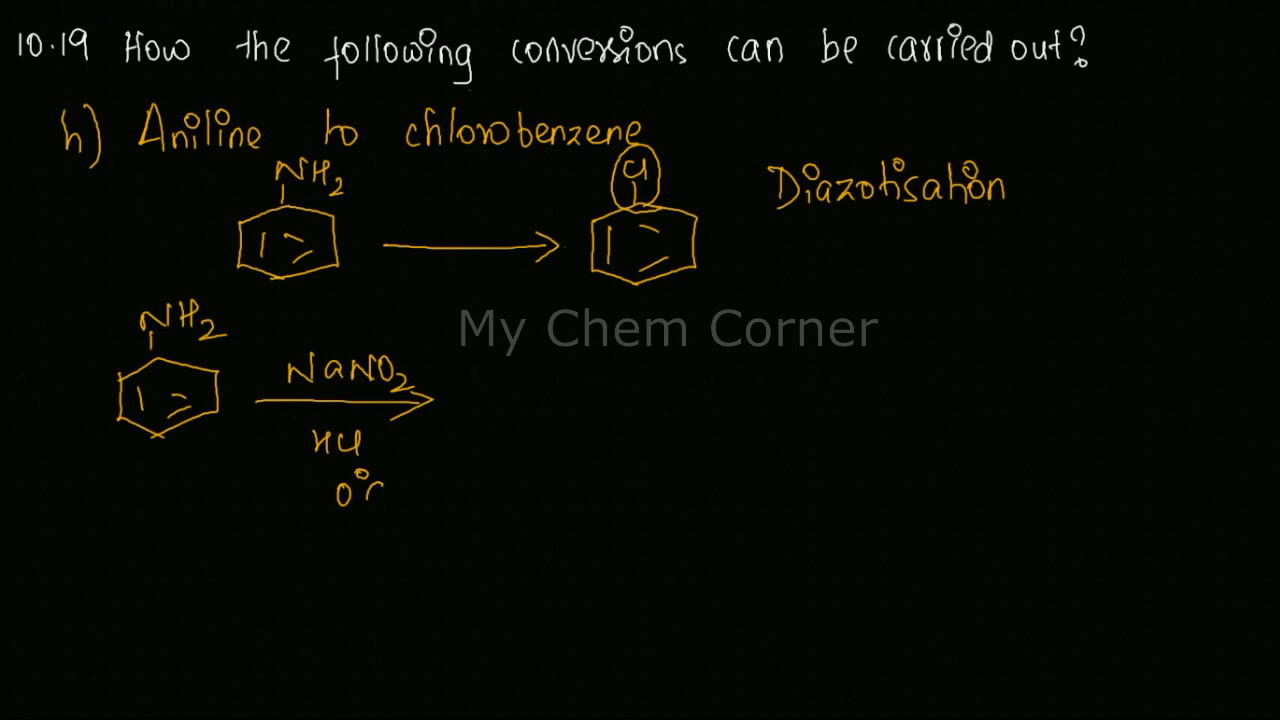 10.19 How the following conversions can be carried out?
h) Aniline to chlorobenzene
NH2
Cl
Diazotisation
NH2
My Chem Corner
NaNO2
HCl
0°